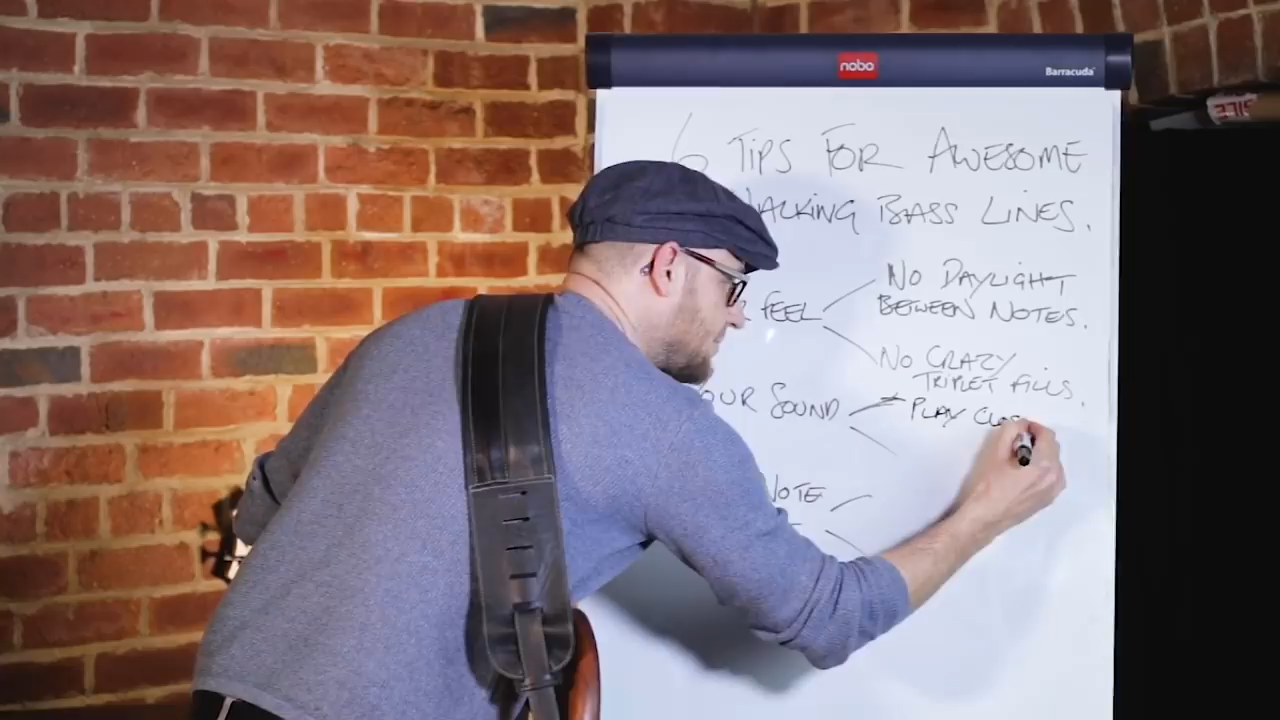 nobo
Barracuda
6 TIPS FOR AWESOME
WALKING BASS LINES.
FEEL
NO DAYLIGHT
BETWEEN NOTES.
NO CRAZY
TRIPLET FILLS.
OUR SOUND
PLAY
NOTE